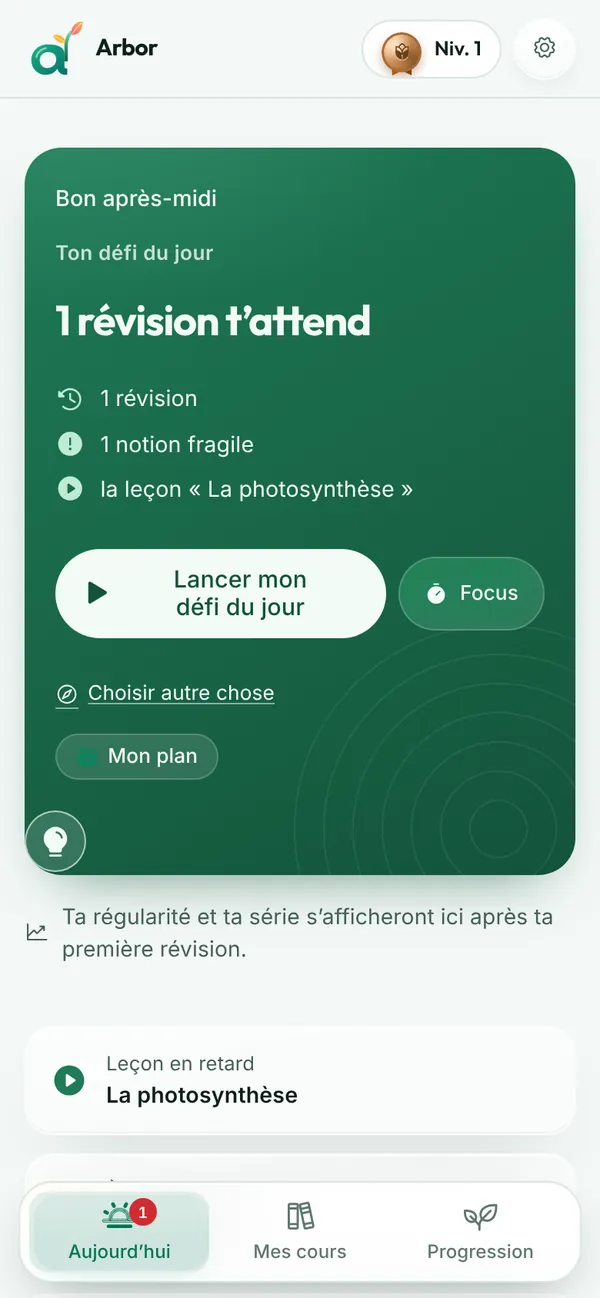 Arbor
Niv. 1
Bon après-midi
Ton défi du jour
1 révision t’attend
1 révision
1 notion fragile
la leçon « La photosynthèse »
Lancer mon
défi du jour
Focus
Choisir autre chose
Mon plan
Ta régularité et ta série s’afficheront ici après ta
première révision.
Leçon en retard
La photosynthèse
1
Aujourd’hui
Mes cours
Progression